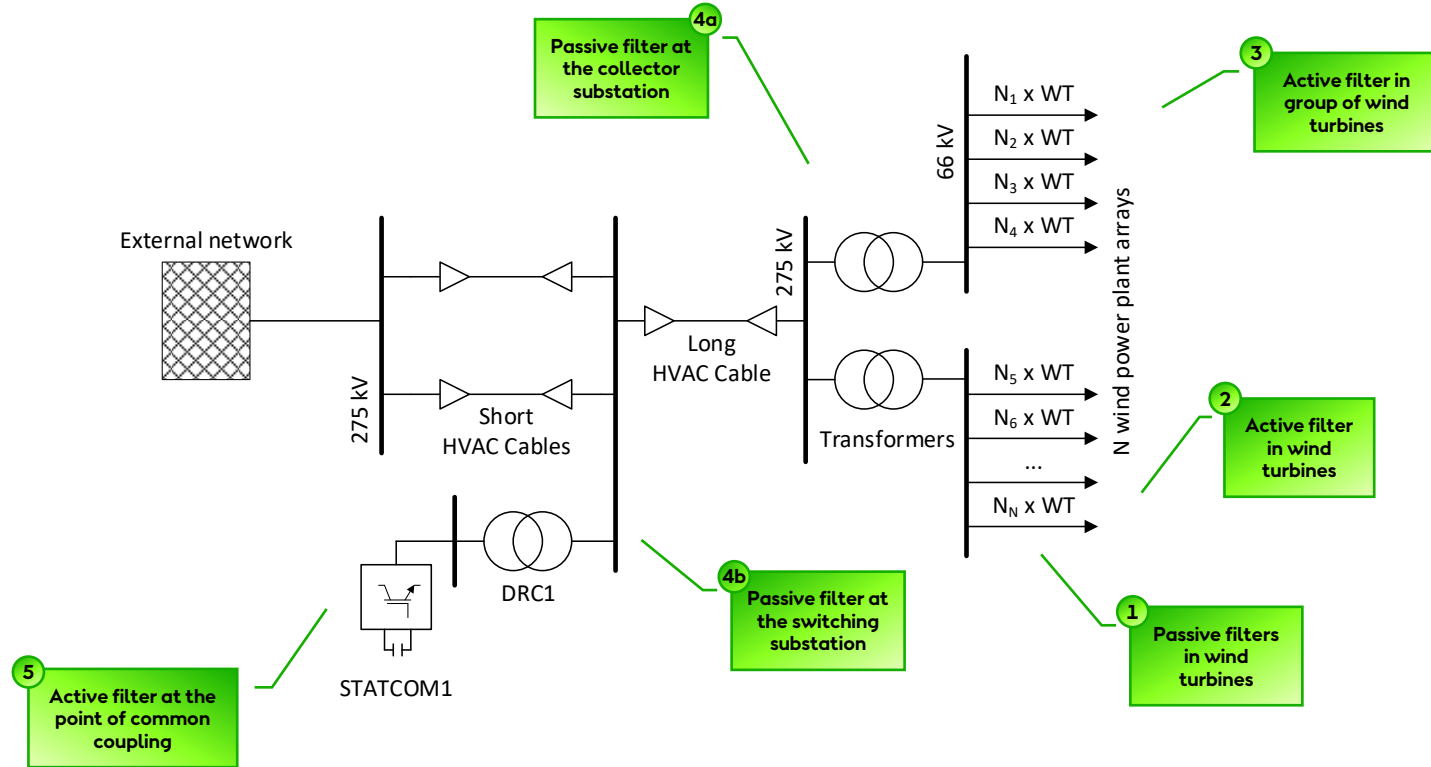 4a
Passive filter at
the collector
substation
3
Active filter in
group of wind
turbines
66 kV
N₁ x WT
N₂ x WT
N₃ x WT
N₄ x WT
N wind power plant arrays
External network
275 kV
Short
HVAC Cables
Long
HVAC Cable
275 kV
Transformers
N₅ x WT
N₆ x WT
...
N_N x WT
2
Active filter
in wind
turbines
1
Passive filters
in wind
turbines
4b
Passive filter at
the switching
substation
DRC1
STATCOM1
5
Active filter at the
point of common
coupling